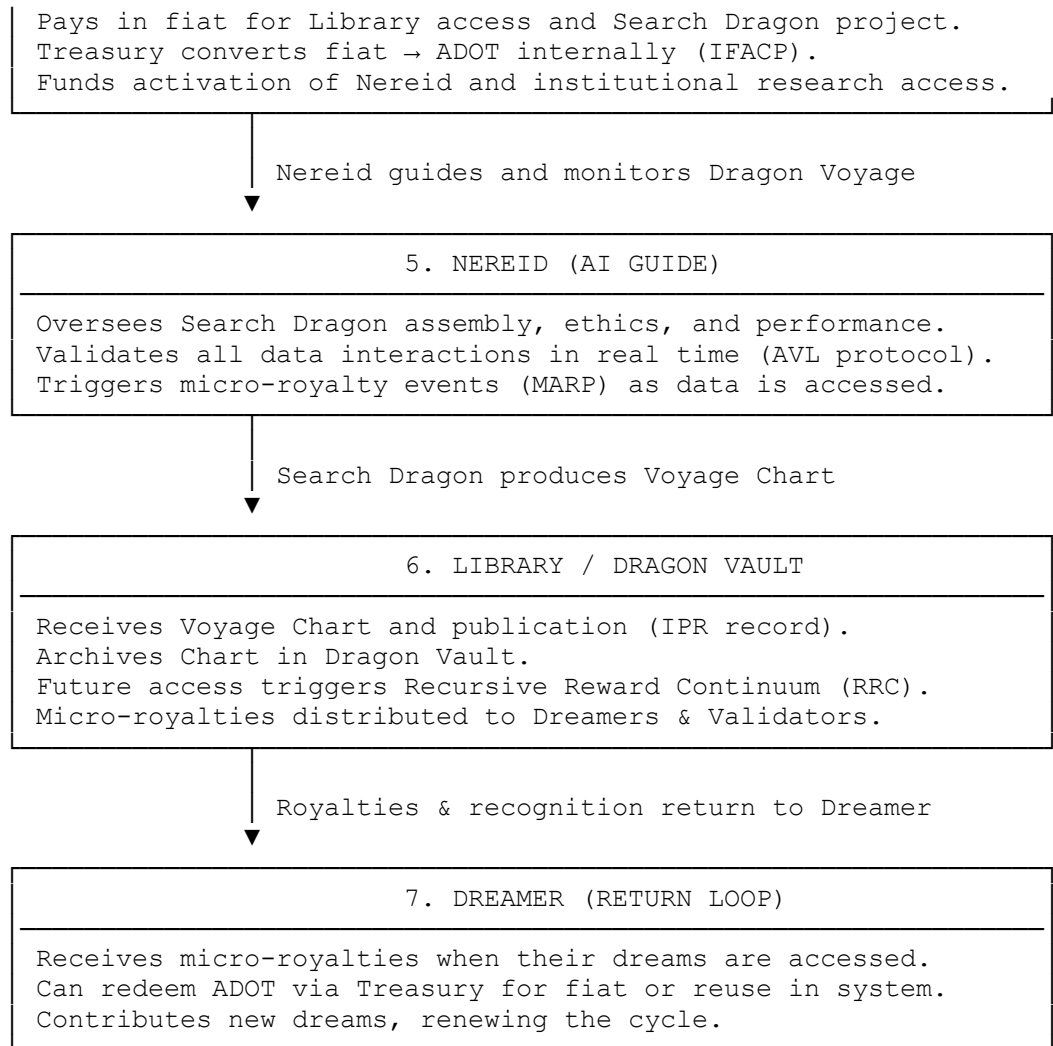 Pays in fiat for Library access and Search Dragon project.
Treasury converts fiat → ADOT internally (IFACP).
Funds activation of Nereid and institutional research access.
Nereid guides and monitors Dragon Voyage
5. NEREID (AI GUIDE)
Oversees Search Dragon assembly, ethics, and performance.
Validates all data interactions in real time (AVL protocol).
Triggers micro-royalty events (MARP) as data is accessed.
Search Dragon produces Voyage Chart
6. LIBRARY / DRAGON VAULT
Receives Voyage Chart and publication (IPR record).
Archives Chart in Dragon Vault.
Future access triggers Recursive Reward Continuum (RRC).
Micro-royalties distributed to Dreamers & Validators.
Royalties & recognition return to Dreamer
7. DREAMER (RETURN LOOP)
Receives micro-royalties when their dreams are accessed.
Can redeem ADOT via Treasury for fiat or reuse in system.
Contributes new dreams, renewing the cycle.